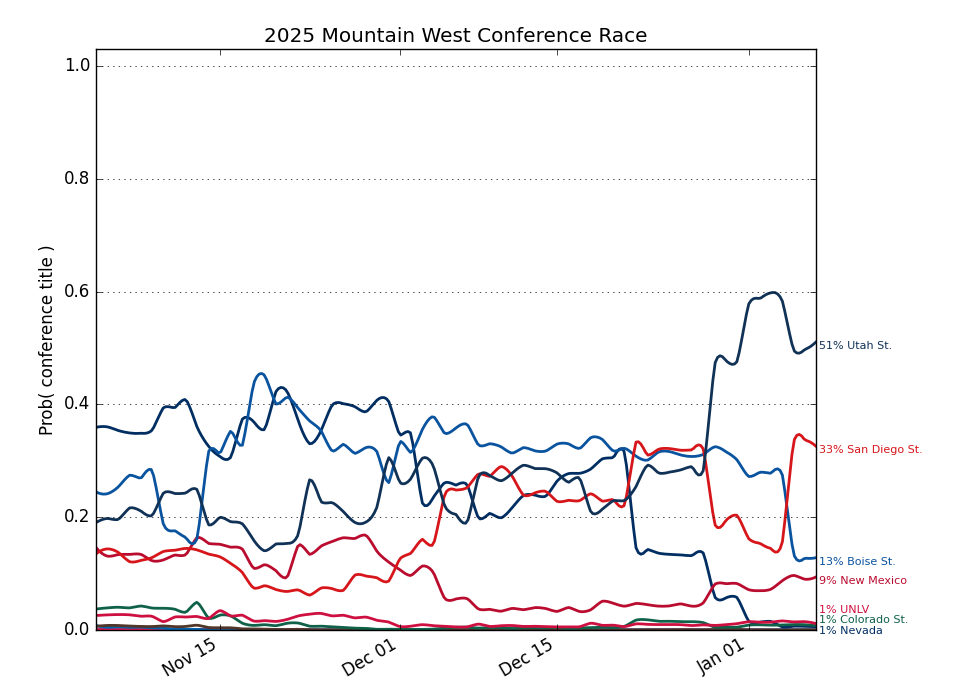 2025 Mountain West Conference Race
Prob( conference title )
1.0
0.8
0.6
0.4
0.2
0.0
Nov 15
Dec 01
Dec 15
Jan 01
51% Utah St.
33% San Diego St.
13% Boise St.
9% New Mexico
1% UNLV
1% Colorado St.
1% Nevada